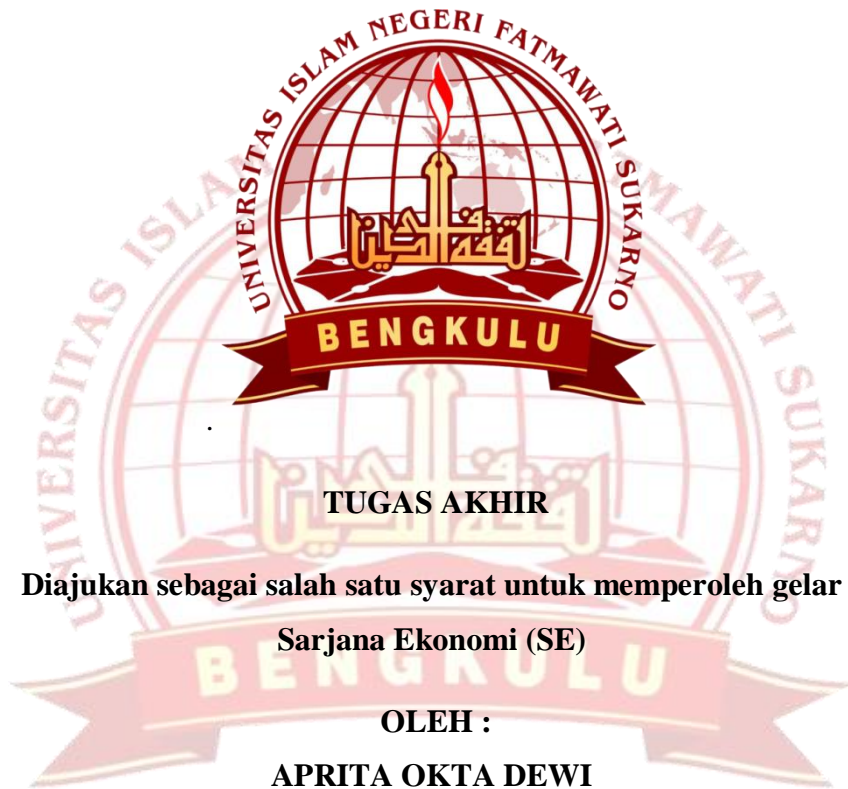 UNIVERSITAS ISLAM NEGERI FATMAWATI SUKARNO
BENGKULU
.
TUGAS AKHIR
Diajukan sebagai salah satu syarat untuk memperoleh gelar
Sarjana Ekonomi (SE)
OLEH :
APRITA OKTA DEWI